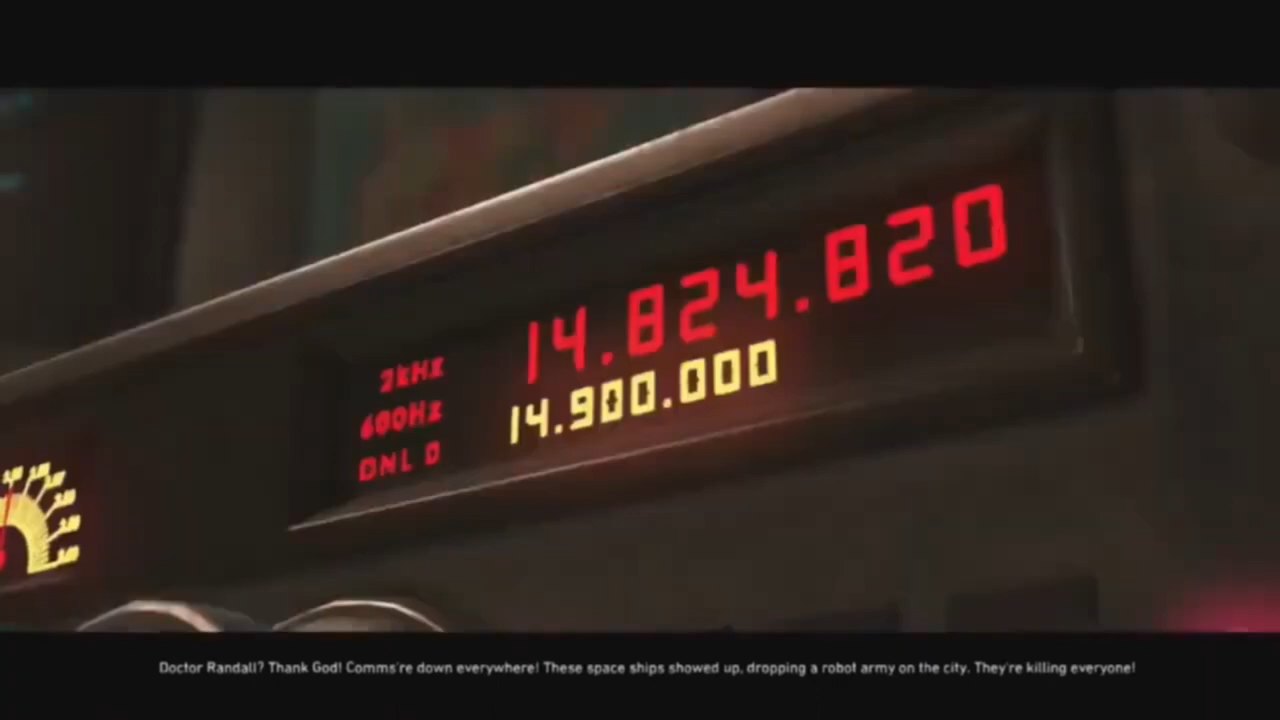 14.824.820
2kHz
14.900.000
600Hz
DNL 0
Doctor Randall? Thank God! Comms're down everywhere! These space ships showed up, dropping a robot army on the city. They're killing everyone!